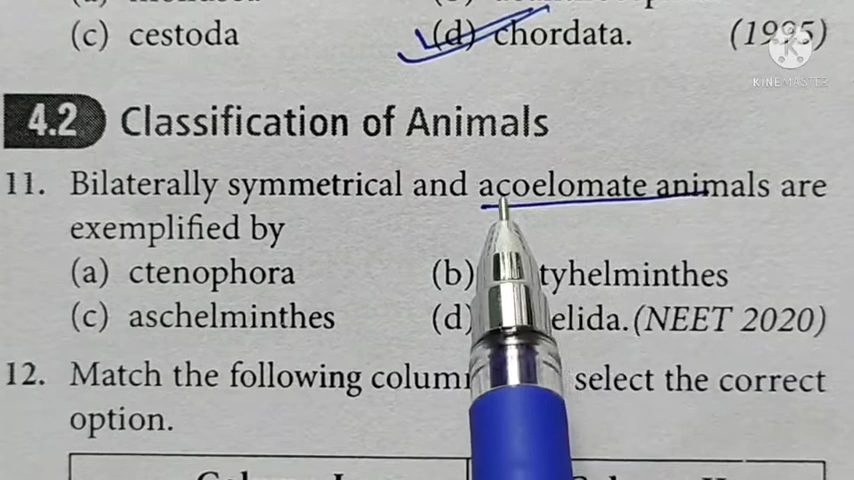 (c) cestoda (d) chordata. (1995)
KINEMASTER
4.2 Classification of Animals
11. Bilaterally symmetrical and acoelomate animals are
exemplified by
(a) ctenophora (b) tyhelminthes
(c) aschelminthes (d) elida. (NEET 2020)
12. Match the following colum select the correct
option.